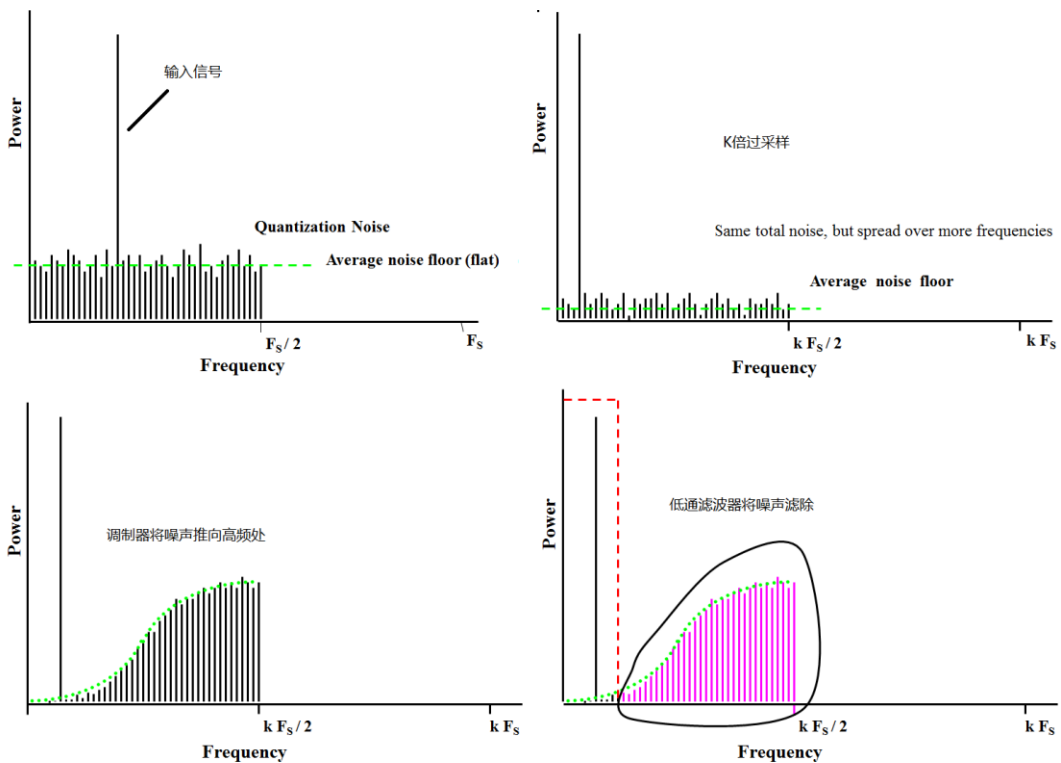 Power
输入信号
Quantization Noise
Average noise floor (flat)
FS / 2
FS
Frequency
Power
K倍过采样
Same total noise, but spread over more frequencies
Average noise floor
k FS / 2
k FS
Frequency
Power
调制器将噪声推向高频处
k FS / 2
k FS
Frequency
Power
低通滤波器将噪声滤除
k FS / 2
k FS
Frequency